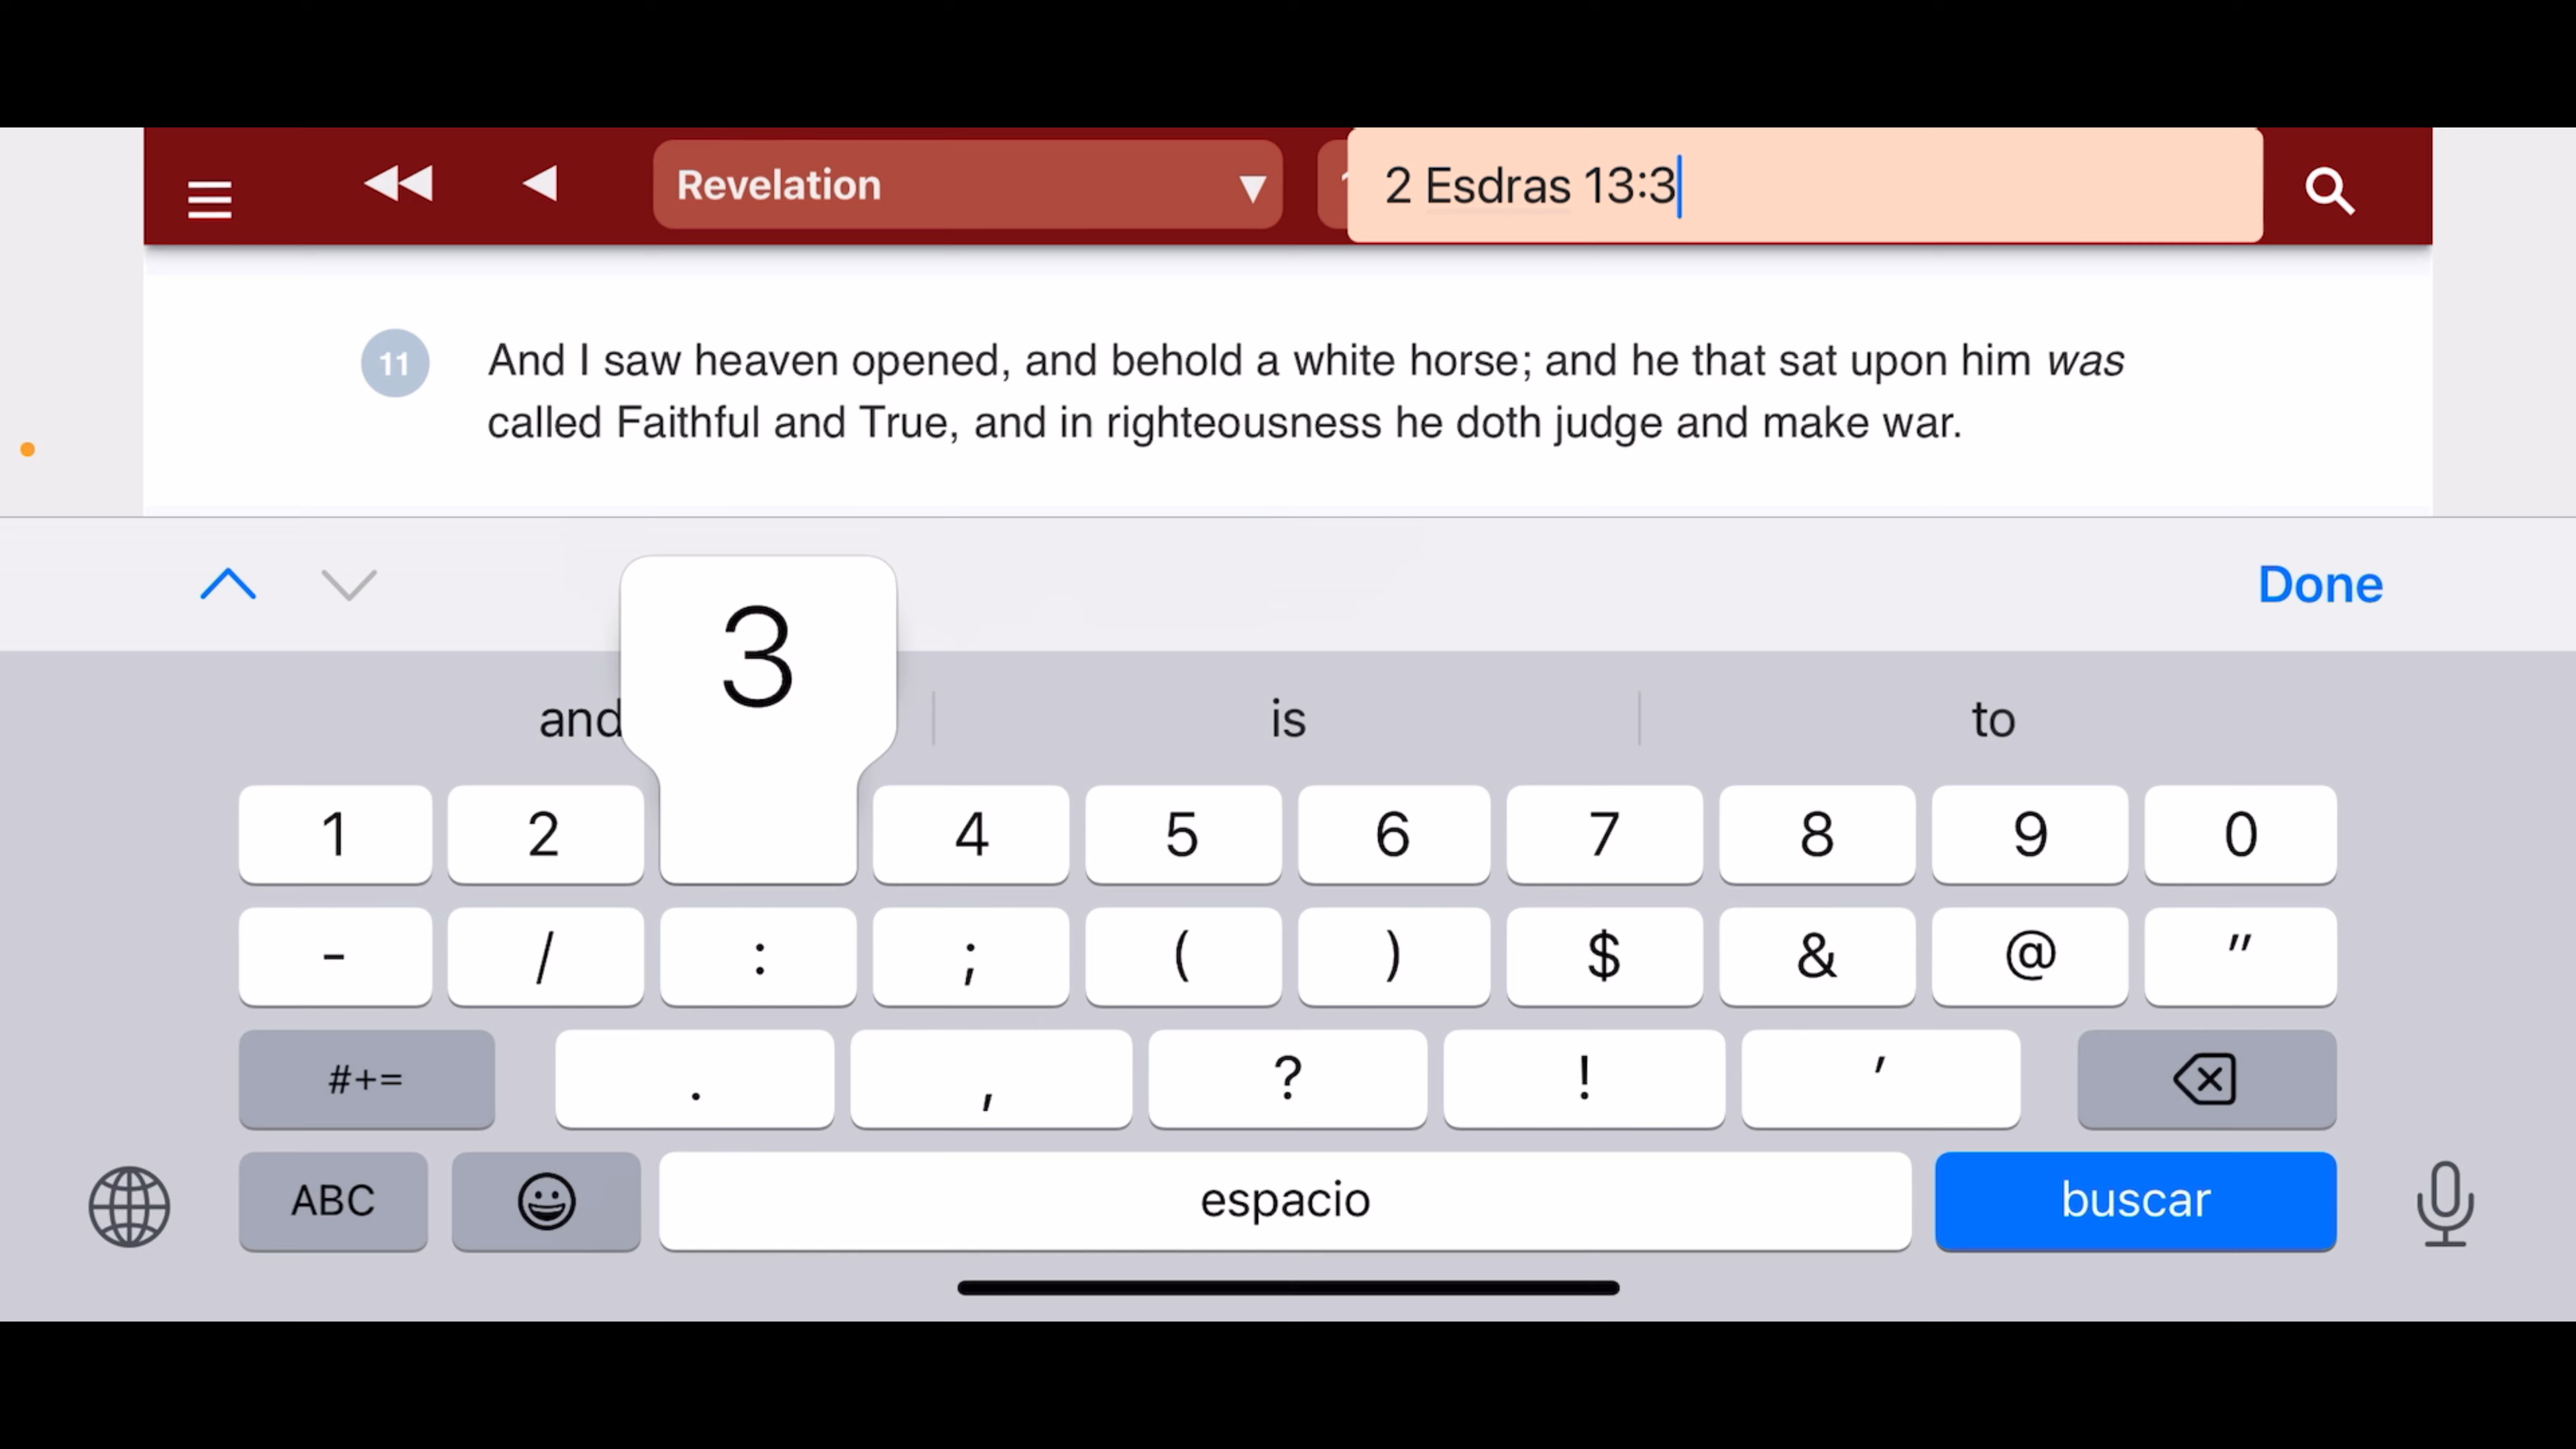 Revelation
2 Esdras 13:3
11
And I saw heaven opened, and behold a white horse; and he that sat upon him was
called Faithful and True, and in righteousness he doth judge and make war.
Done
3
and
is
to
1 2 4 5 6 7 8 9 0
- / : ; ( ) $ & @ "
#+= . , ? ! '
ABC
espacio
buscar